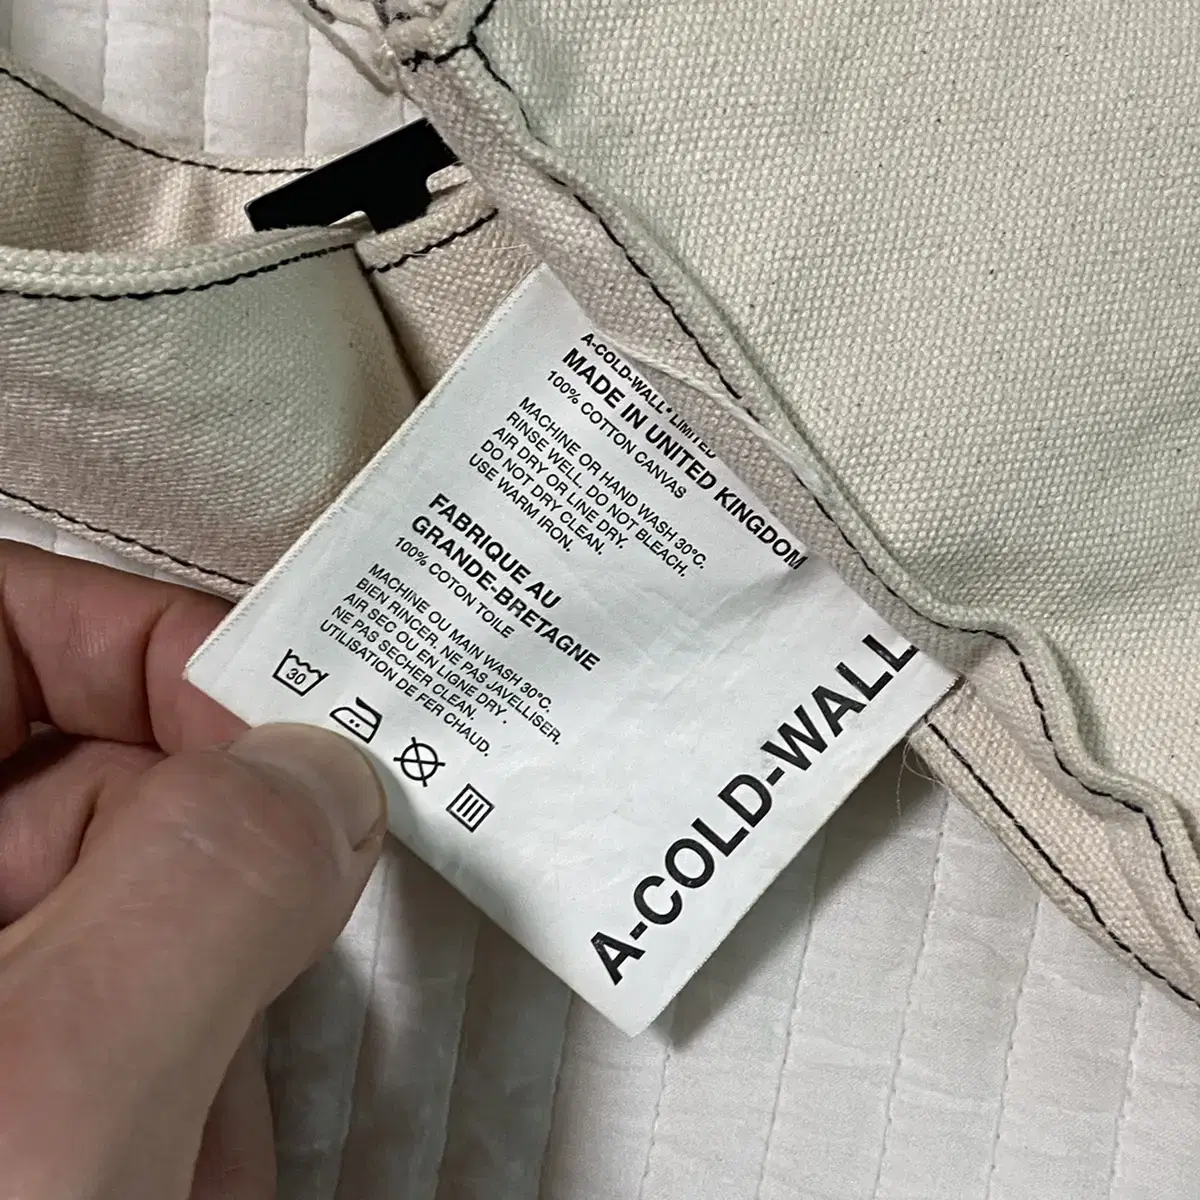 A-COLD-WALL* LIMITED
MADE IN UNITED KINGDOM
100% COTTON CANVAS
MACHINE OR HAND WASH 30°C.
RINSE WELL. DO NOT BLEACH.
AIR DRY OR LINE DRY.
DO NOT DRY CLEAN.
USE WARM IRON.
FABRIQUE AU
GRANDE-BRETAGNE
100% COTON TOILE
MACHINE OU MAIN WASH 30°C.
BIEN RINCER. NE PAS JAVELLISER.
AIR SEC OU EN LIGNE DRY.
NE PAS SECHER CLEAN.
UTILISATION DE FER CHAUD.
30
A-COLD-WALL